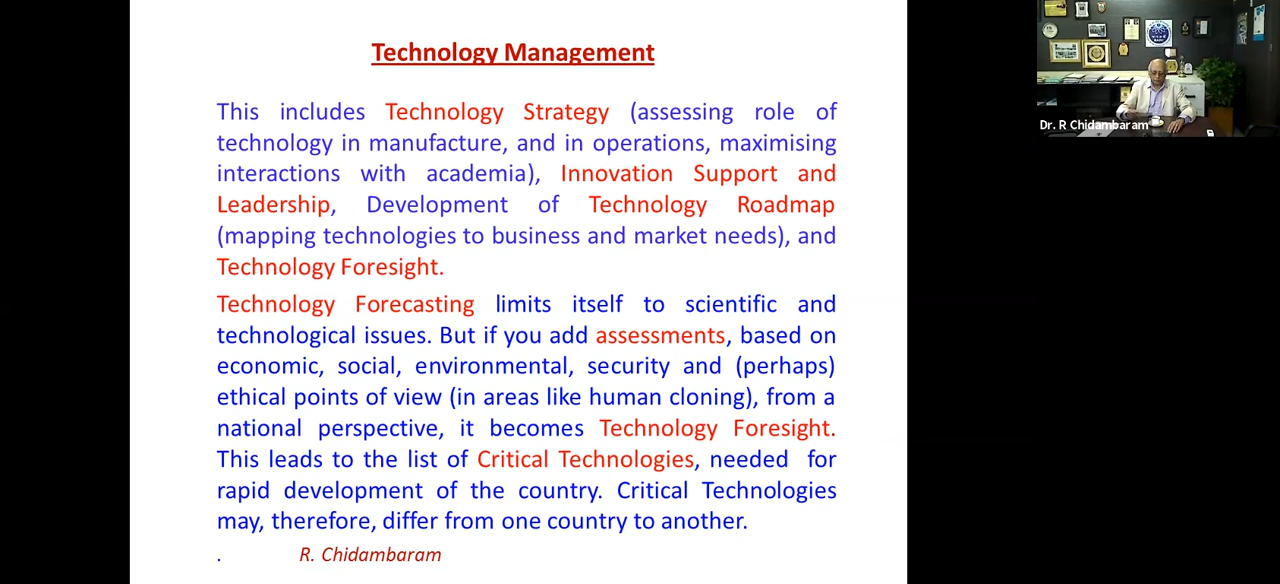 Technology Management
This includes Technology Strategy (assessing role of
technology in manufacture, and in operations, maximising
interactions with academia), Innovation Support and
Leadership, Development of Technology Roadmap
(mapping technologies to business and market needs), and
Technology Foresight.
Technology Forecasting limits itself to scientific and
technological issues. But if you add assessments, based on
economic, social, environmental, security and (perhaps)
ethical points of view (in areas like human cloning), from a
national perspective, it becomes Technology Foresight.
This leads to the list of Critical Technologies, needed for
rapid development of the country. Critical Technologies
may, therefore, differ from one country to another.
. R. Chidambaram
Dr. R Chidambaram